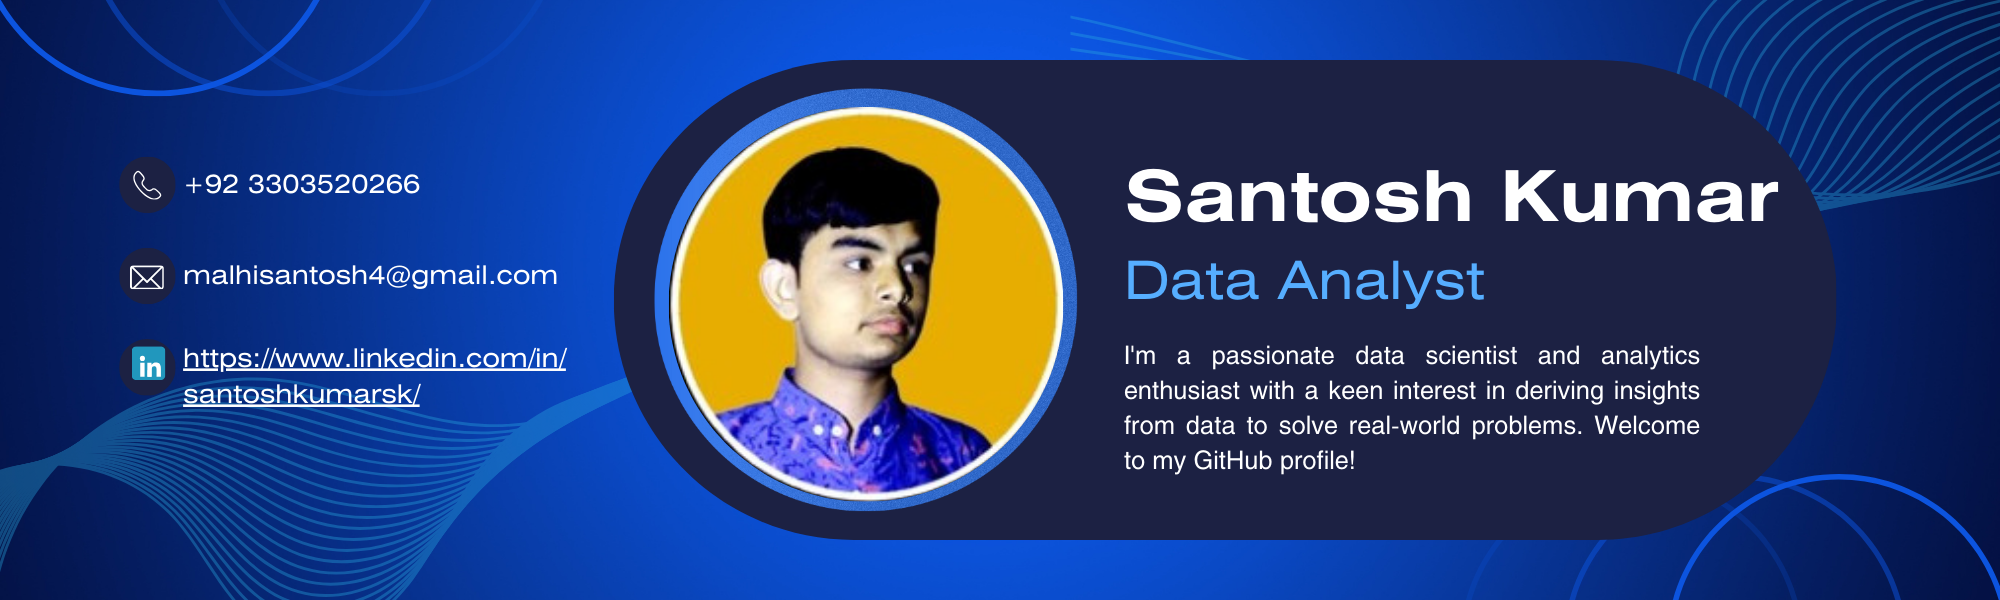 +92 3303520266
malhisantosh4@gmail.com
in
https://www.linkedin.com/in/
santoshkumarsk/
Santosh Kumar
Data Analyst
I'm a passionate data scientist and analytics
enthusiast with a keen interest in deriving insights
from data to solve real-world problems. Welcome
to my GitHub profile!